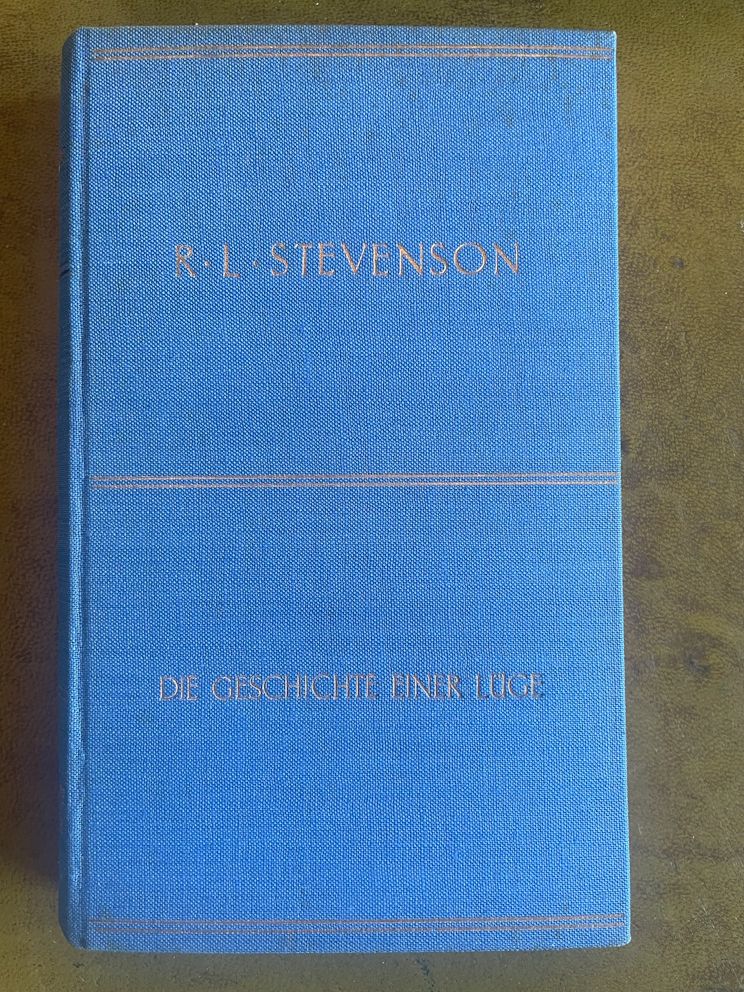 R · L · STEVENSON
DIE GESCHICHTE EINER LÜGE